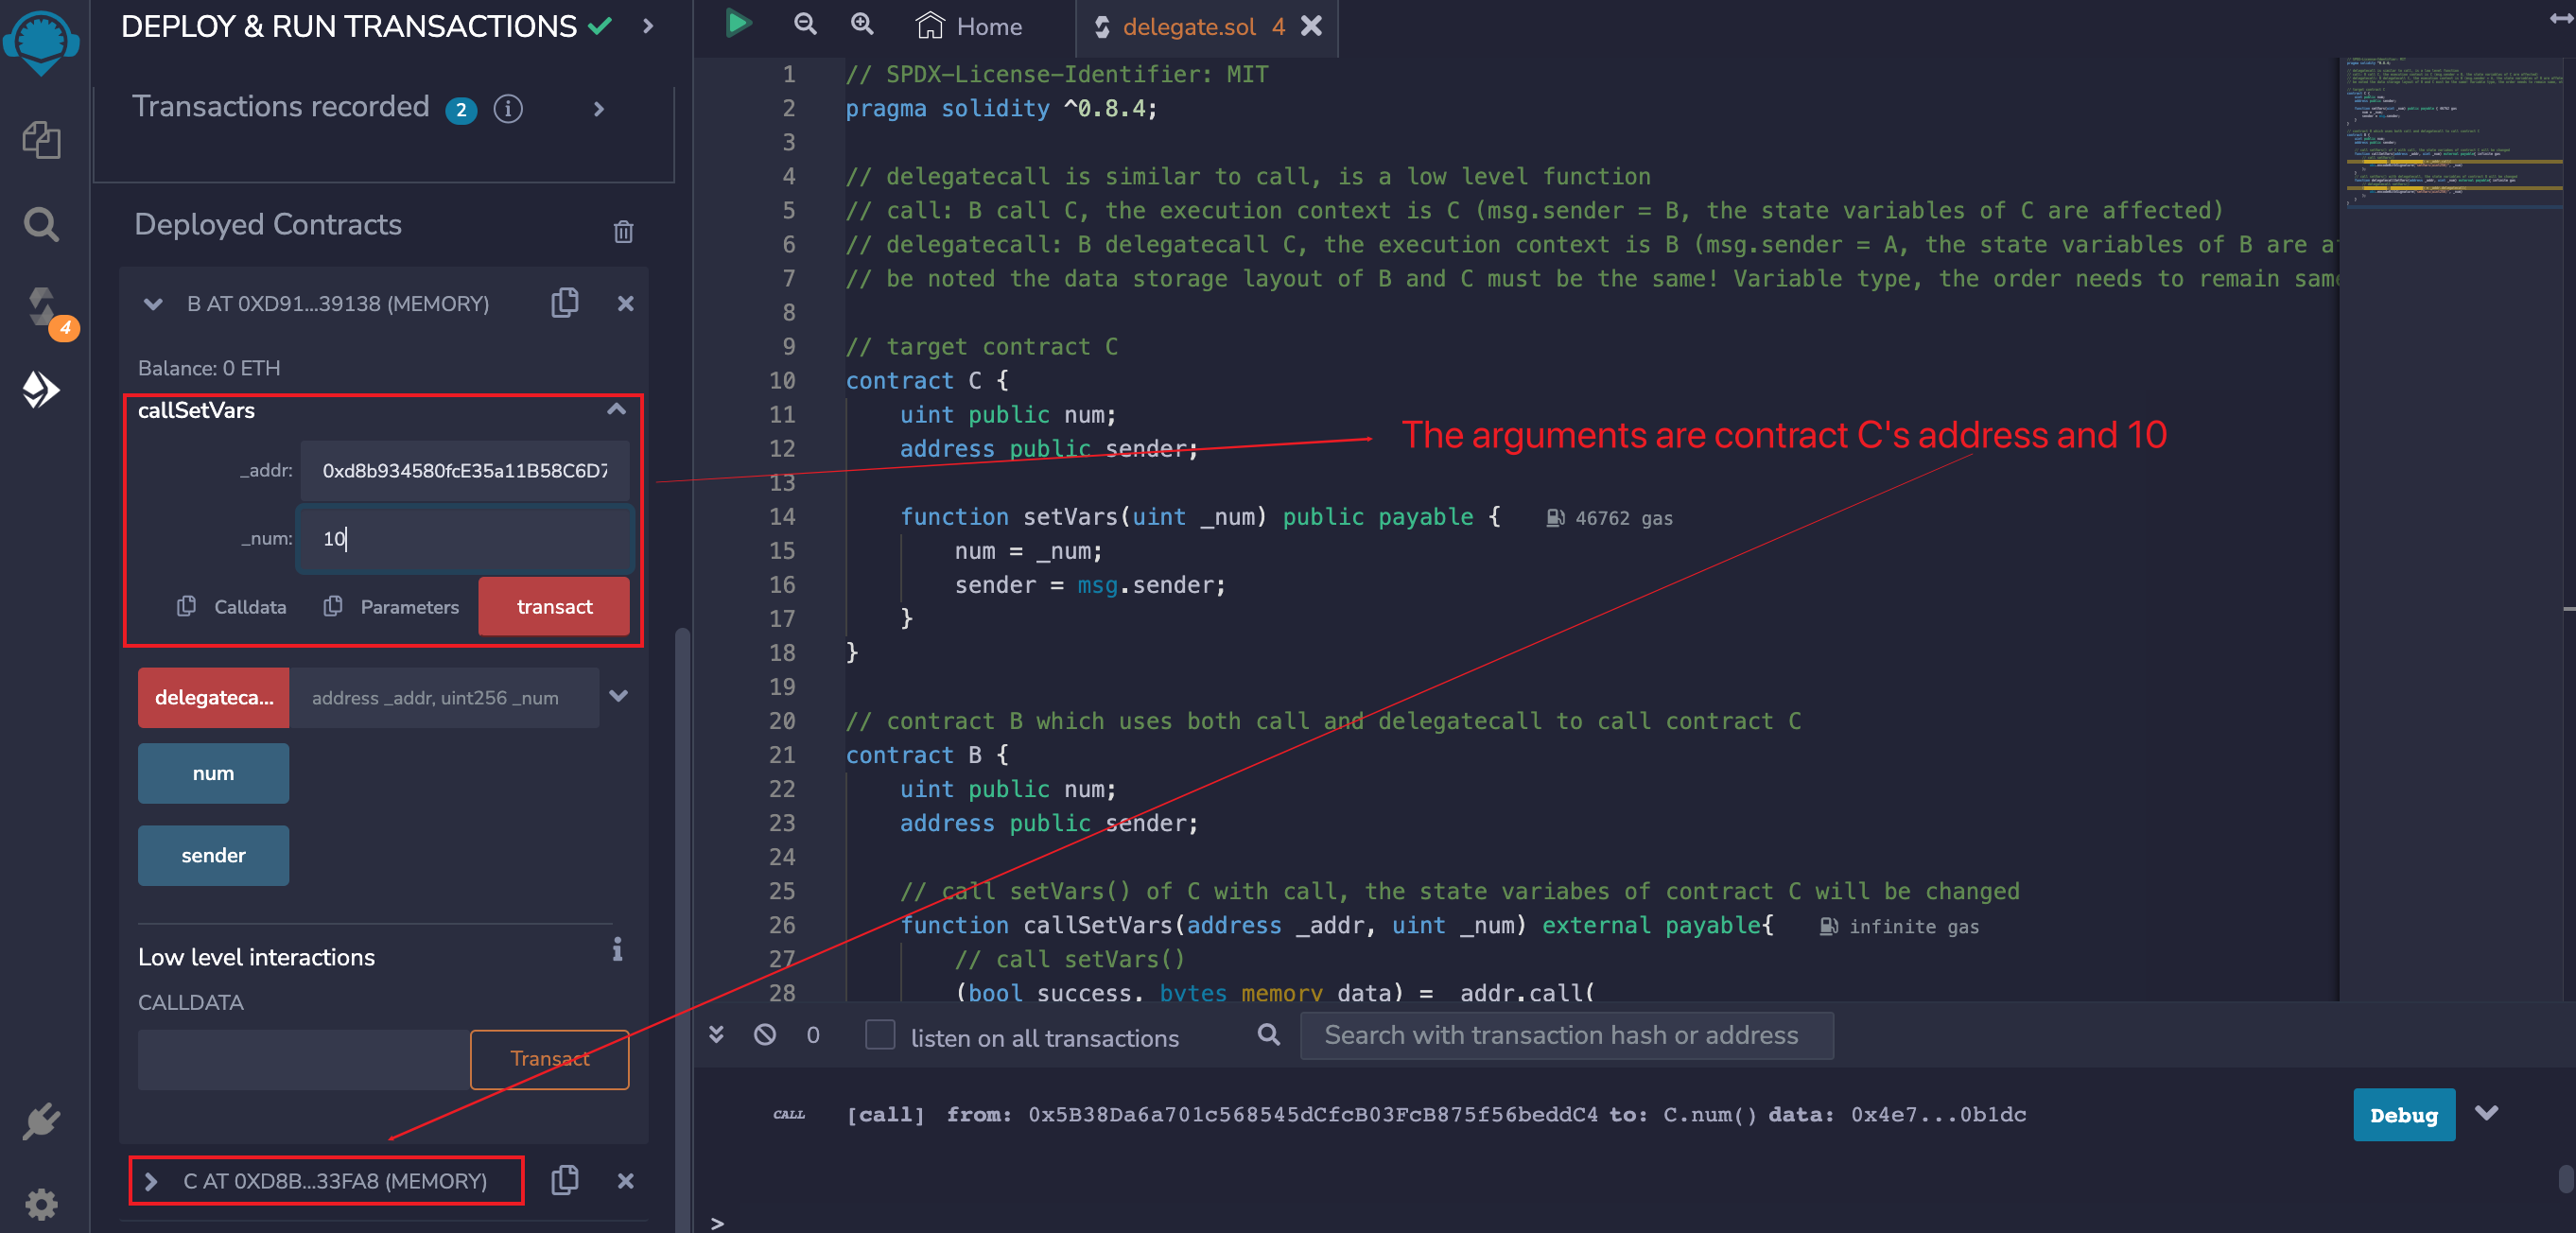 DEPLOY & RUN TRANSACTIONS
Transactions recorded 2
Deployed Contracts
B AT 0XD91...39138 (MEMORY)
Balance: 0 ETH
callSetVars
_addr: 0xd8b934580fcE35a11B58C6D7
_num: 10
Calldata Parameters transact
delegateca... address _addr, uint256 _num
num
sender
Low level interactions
CALLDATA
Transact
C AT 0XD8B...33FA8 (MEMORY)
4
Home delegate.sol 4
1 // SPDX-License-Identifier: MIT
2 pragma solidity ^0.8.4;
3
4 // delegatecall is similar to call, is a low level function
5 // call: B call C, the execution context is C (msg.sender = B, the state variables of C are affected)
6 // delegatecall: B delegatecall C, the execution context is B (msg.sender = A, the state variables of B are a
7 // be noted the data storage layout of B and C must be the same! Variable type, the order needs to remain same
8
9 // target contract C
10 contract C {
11 uint public num;
12 address public sender;
13
14 function setVars(uint _num) public payable { 46762 gas
15 num = _num;
16 sender = msg.sender;
17 }
18 }
19
20 // contract B which uses both call and delegatecall to call contract C
21 contract B {
22 uint public num;
23 address public sender;
24
25 // call setVars() of C with call, the state variabes of contract C will be changed
26 function callSetVars(address _addr, uint _num) external payable{ infinite gas
27 // call setVars()
28 (bool success, bytes memory data) = _addr.call(
The arguments are contract C's address and 10
0 listen on all transactions Search with transaction hash or address
CALL [call] from: 0x5B38Da6a701c568545dCfcB03FcB875f56beddC4 to: C.num() data: 0x4e7...0b1dc Debug
>